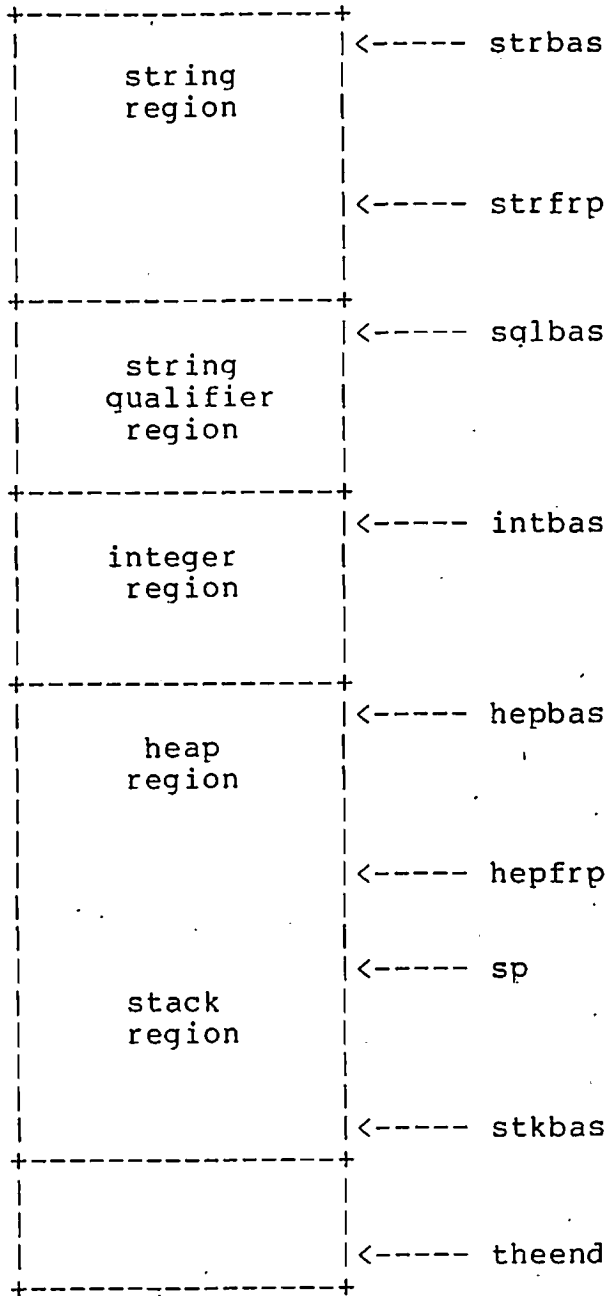 <----- strbas
string
region
<----- strfrp
<----- sqlbas
string
qualifier
region
<----- intbas
integer
region
<----- hepbas
heap
region
<----- hepfrp
<----- sp
stack
region
<----- stkbas
<----- theend